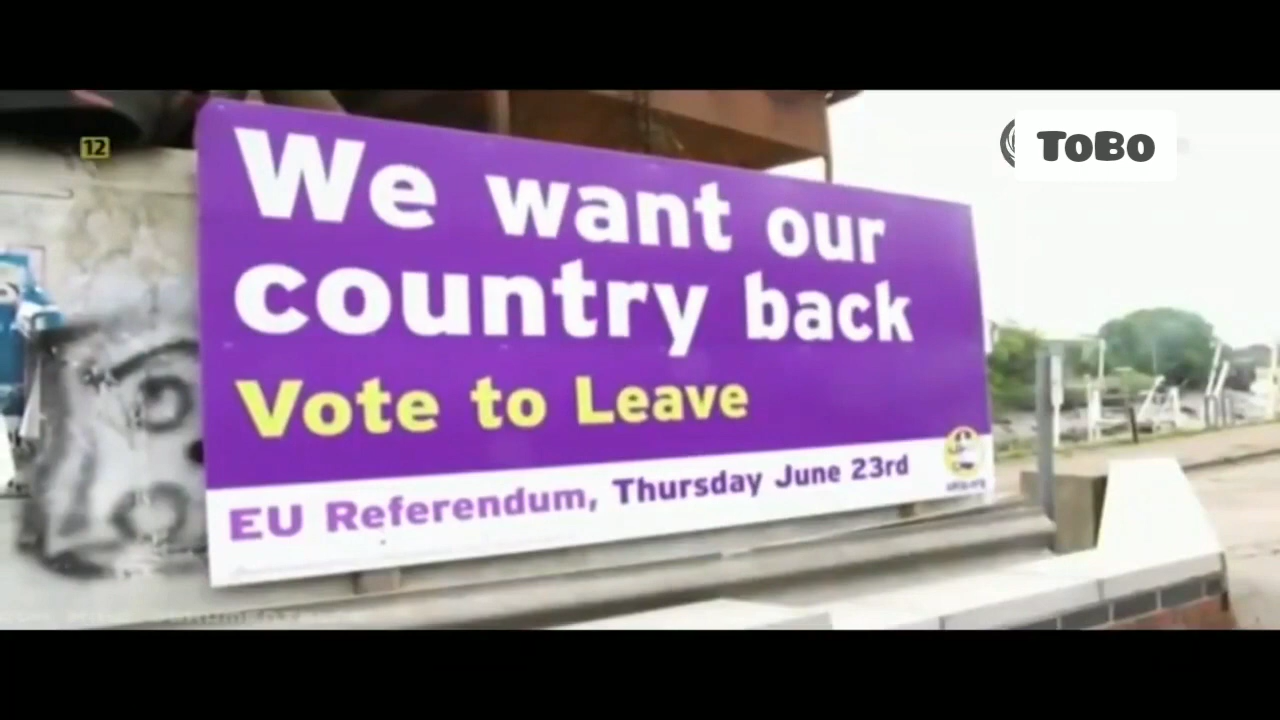 12
ToBo
We want our
country back
Vote to Leave
EU Referendum, Thursday June 23rd